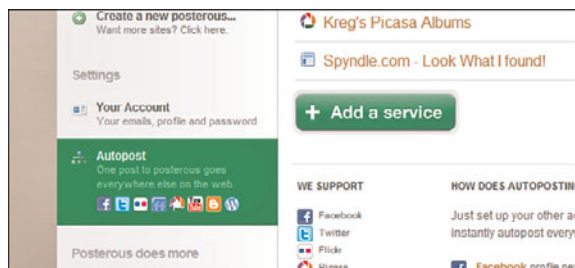 Create a new posterous...
Want more sites? Click here.
Settings
Your Account
Your emails, profile and password
Autopost
One post to posterous goes
everywhere else on the web
Posterous does more
Kreg's Picasa Albums
Spyndle.com - Look What I found!
+ Add a service
WE SUPPORT
Facebook
Twitter
Flickr
Picasa
HOW DOES AUTOPOSTING
Just set up your other ac
instantly autopost every
Facebook profile